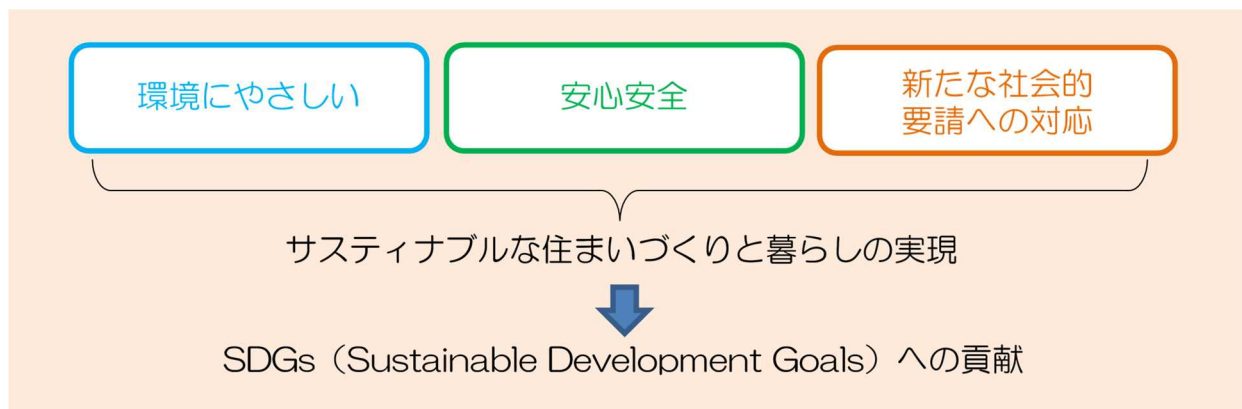 環境にやさしい
安心安全
新たな社会的
要請への対応
サスティナブルな住まいづくりと暮らしの実現
SDGs（Sustainable Development Goals）への貢献